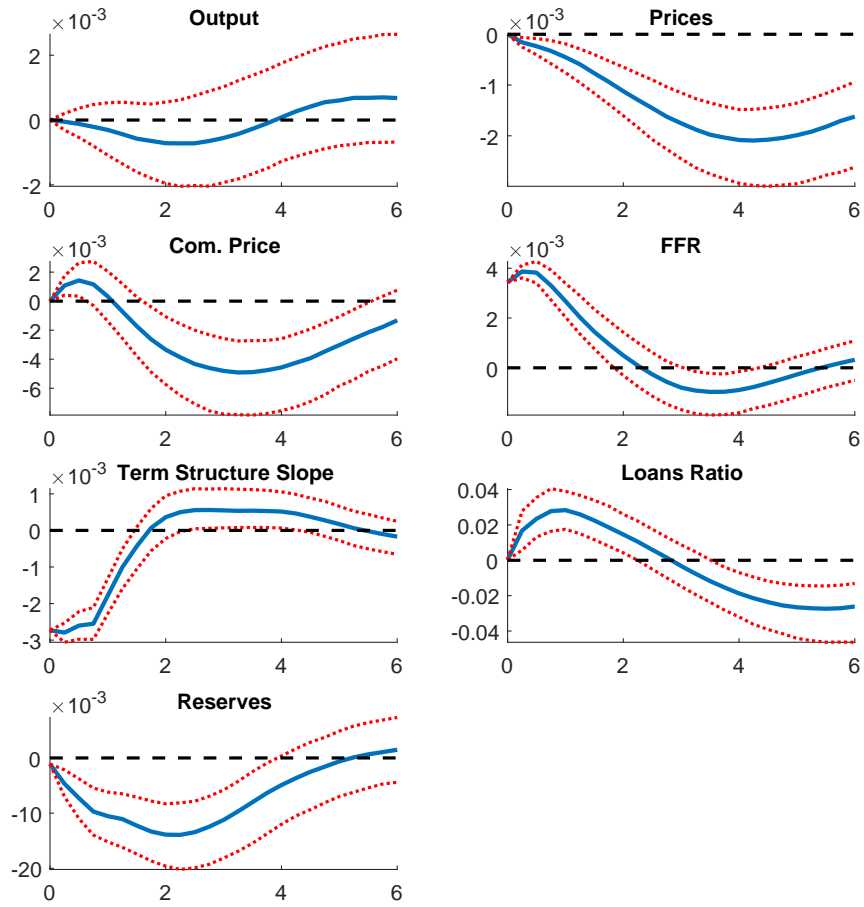 ×10⁻³ Output
2
0
-2
0 2 4 6
×10⁻³ Prices
0
-1
-2
0 2 4 6
×10⁻³ Com. Price
2
0
-2
-4
-6
0 2 4 6
×10⁻³ FFR
4
2
0
0 2 4 6
×10⁻³ Term Structure Slope
1
0
-1
-2
-3
0 2 4 6
Loans Ratio
0.04
0.02
0
-0.02
-0.04
0 2 4 6
×10⁻³ Reserves
0
-10
-20
0 2 4 6